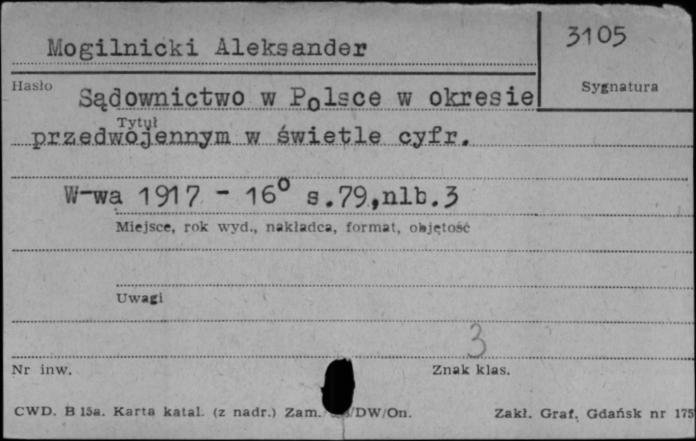 Mogilnicki Aleksander
3105
Hasło
Sygnatura
Sądownictwo w Polsce w okresie
Tytuł
przedwojennym w świetle cyfr.
W-wa 1917 - 16° s.79,nlb.3
Miejsce, rok wyd., nakładca, format, objętość
Uwagi
3
Nr inw.
Znak klas.
CWD. B 15a. Karta katal. (z nadr.) Zam. /DW/On.
Zakł. Graf. Gdańsk nr 175